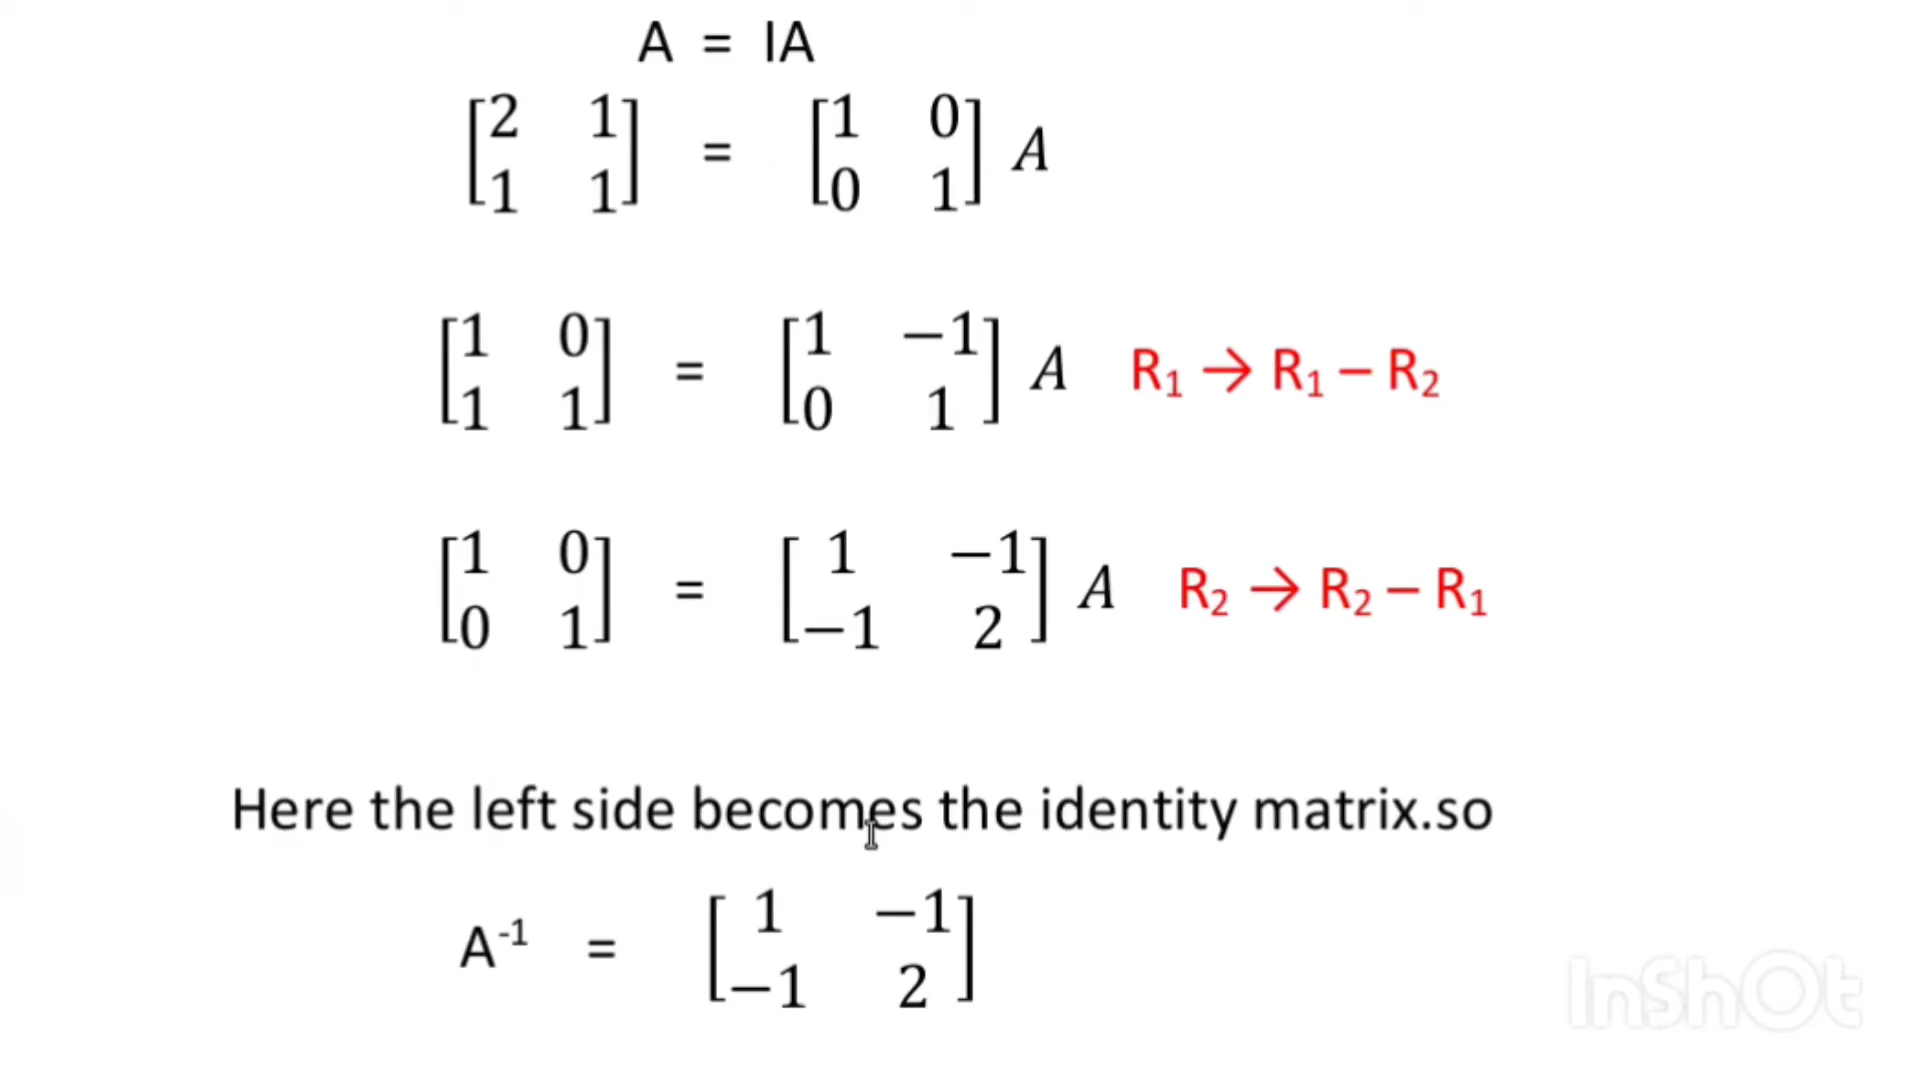 A = IA
[2 1
1 1] = [1 0
0 1] A
[1 0
1 1] = [1 −1
0 1] A R₁ → R₁ – R₂
[1 0
0 1] = [1 −1
−1 2] A R₂ → R₂ – R₁
Here the left side becomes the identity matrix.so
A⁻¹ = [1 −1
−1 2]
InShOt